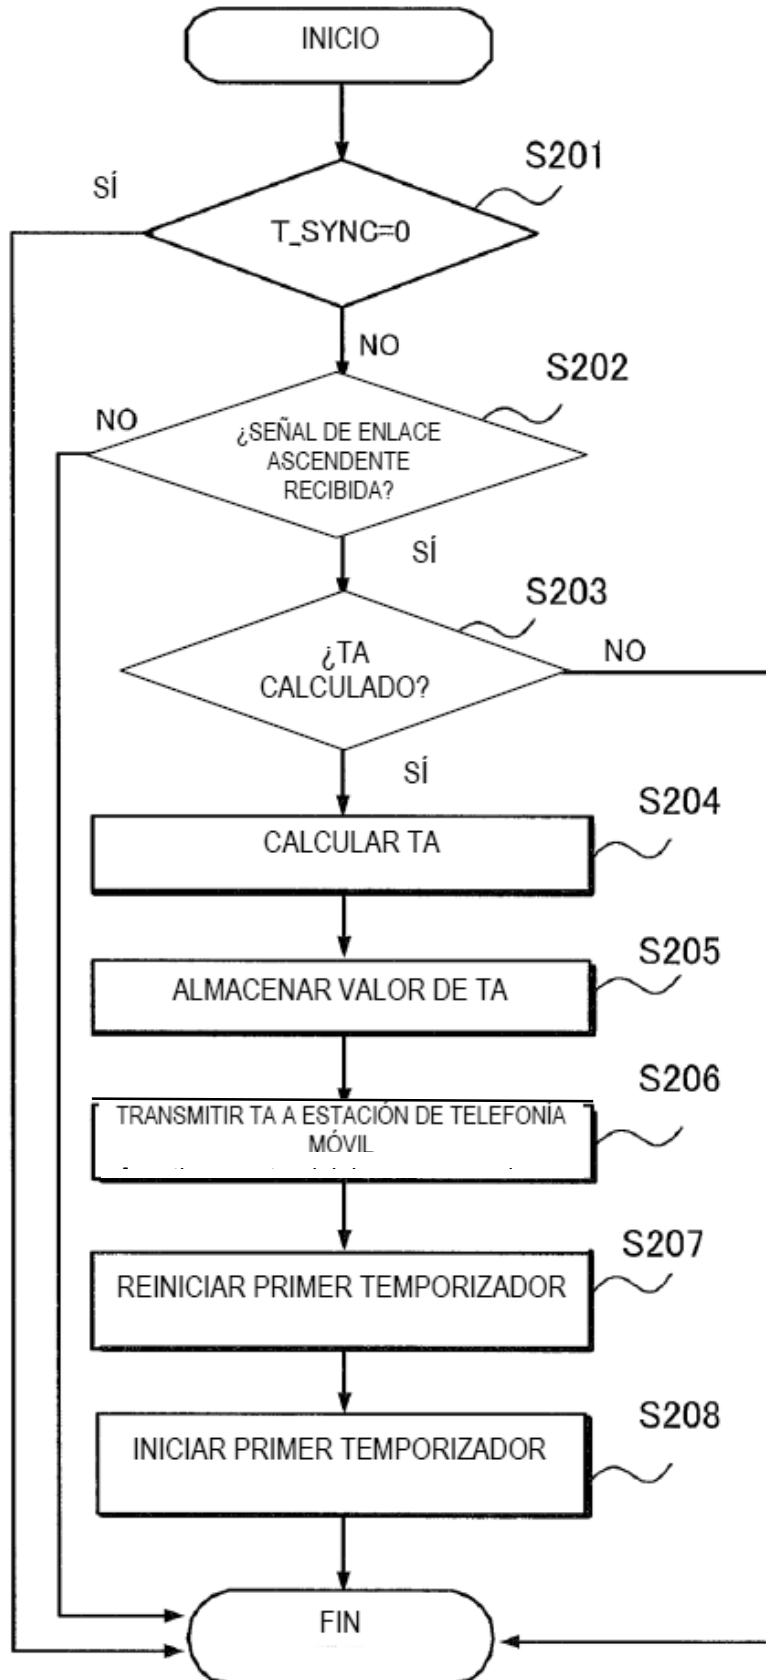 INICIO
S201
SÍ
T_SYNC=0
NO
S202
NO
¿SEÑAL DE ENLACE
ASCENDENTE
RECIBIDA?
SÍ
S203
¿TA
CALCULADO?
NO
SÍ
S204
CALCULAR TA
S205
ALMACENAR VALOR DE TA
S206
TRANSMITIR TA A ESTACIÓN DE TELEFONÍA
MÓVIL
S207
REINICIAR PRIMER TEMPORIZADOR
S208
INICIAR PRIMER TEMPORIZADOR
FIN